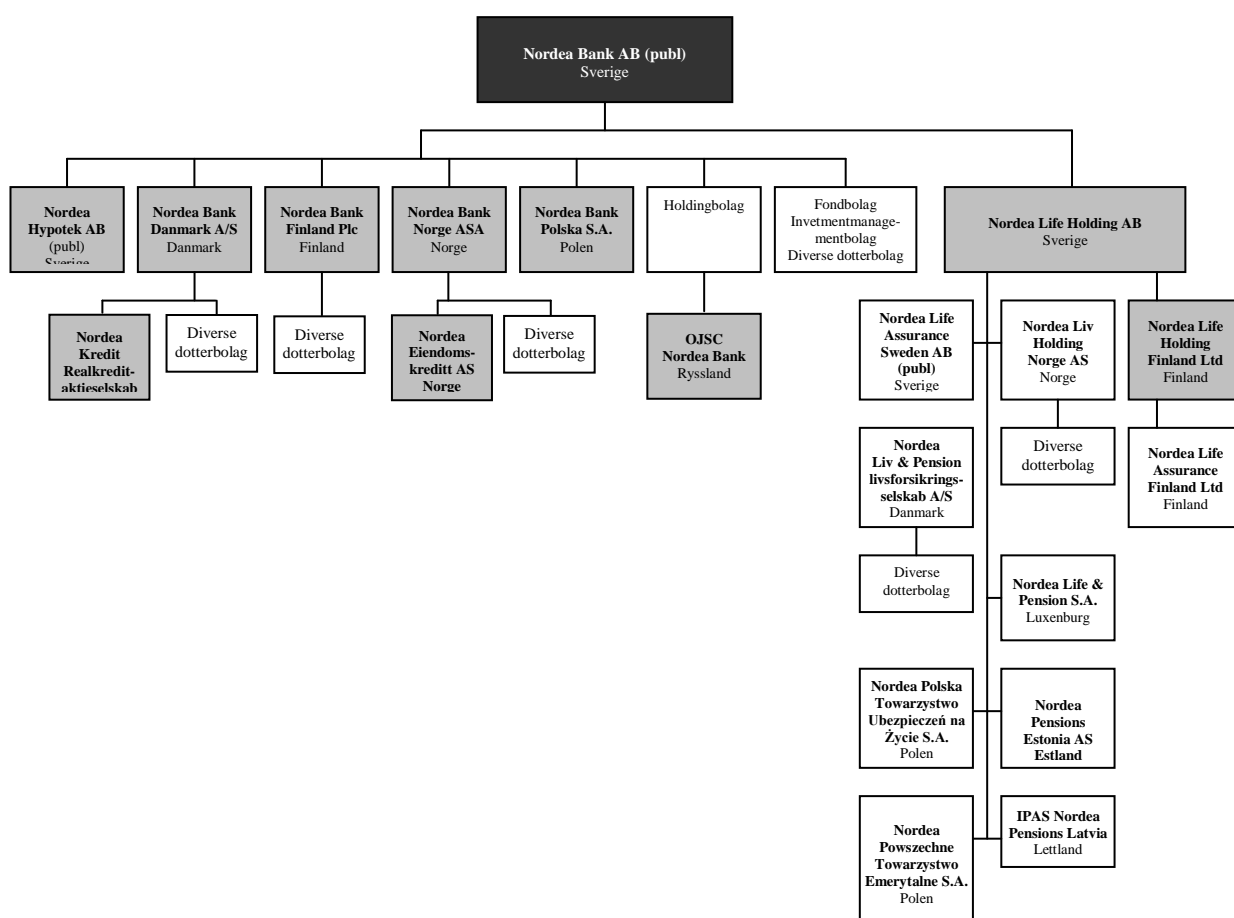 Nordea Bank AB (publ)
Sverige
Nordea
Hypotek AB
(publ)
Sverige
Nordea Bank
Danmark A/S
Danmark
Nordea Bank
Finland Plc
Finland
Nordea Bank
Norge ASA
Norge
Nordea Bank
Polska S.A.
Polen
Holdingbolag
Fondbolag
Invetmentmanage-
mentbolag
Diverse dotterbolag
Nordea Life Holding AB
Sverige
Nordea
Kredit
Realkredit-
aktieselskab
Diverse
dotterbolag
Diverse
dotterbolag
Nordea
Eiendoms-
kreditt AS
Norge
Diverse
dotterbolag
OJSC
Nordea Bank
Ryssland
Nordea Life
Assurance
Sweden AB
(publ)
Sverige
Nordea Liv
Holding
Norge AS
Norge
Nordea Life
Holding
Finland Ltd
Finland
Nordea
Liv & Pension
livsforsikrings-
selskab A/S
Danmark
Diverse
dotterbolag
Nordea Life
Assurance
Finland Ltd
Finland
Diverse
dotterbolag
Nordea Life &
Pension S.A.
Luxenburg
Nordea Polska
Towarzystwo
Ubezpieczeń na
Życie S.A.
Polen
Nordea
Pensions
Estonia AS
Estland
Nordea
Powszechne
Towarzystwo
Emerytalne S.A.
Polen
IPAS Nordea
Pensions Latvia
Lettland